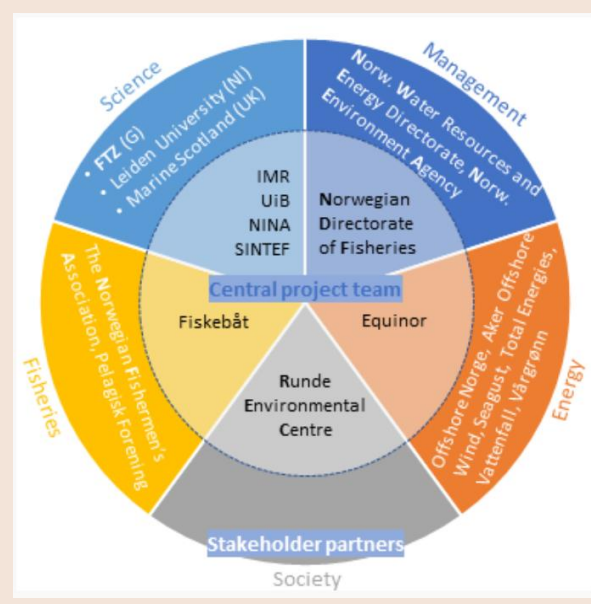 Science
Management
• FTZ (G)
• Leiden University (Nl)
• Marine Scotland (UK)
Norw. Water Resources and
Energy Directorate, Norw.
Environment Agency
IMR
UiB
NINA
SINTEF
Norwegian
Directorate
of Fisheries
Central project team
Fiskebåt
Equinor
Runde
Environmental
Centre
The Norwegian Fishermen's
Association, Pelagisk Forening
Fisheries
Offshore Norge, Aker Offshore
Wind, Seagust, Total Energies,
Vattenfall, Vårgrønn
Energy
Stakeholder partners
Society